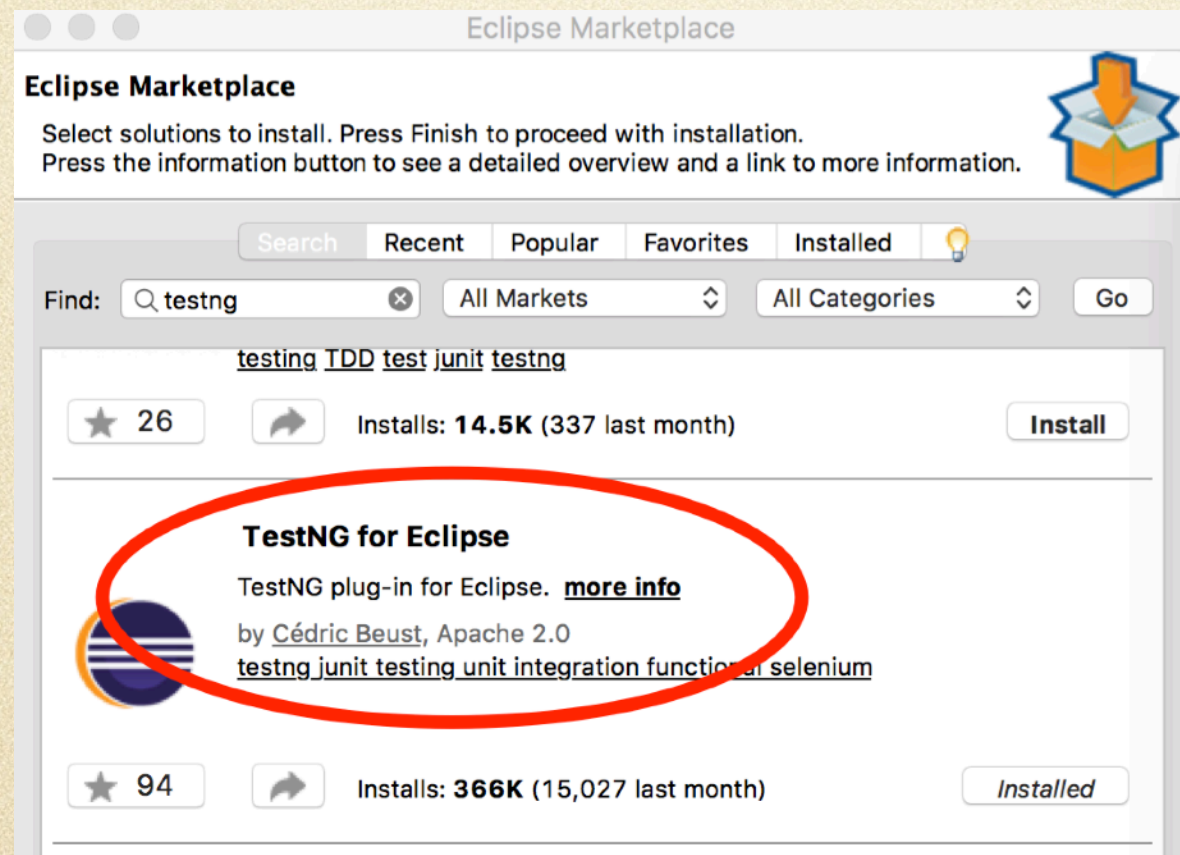 Eclipse Marketplace
Eclipse Marketplace
Select solutions to install. Press Finish to proceed with installation.
Press the information button to see a detailed overview and a link to more information.
Search Recent Popular Favorites Installed
Find: testng All Markets All Categories Go
testing TDD test junit testng
26 Installs: 14.5K (337 last month) Install
TestNG for Eclipse
TestNG plug-in for Eclipse. more info
by Cédric Beust, Apache 2.0
testng junit testing unit integration functional selenium
94 Installs: 366K (15,027 last month) Installed